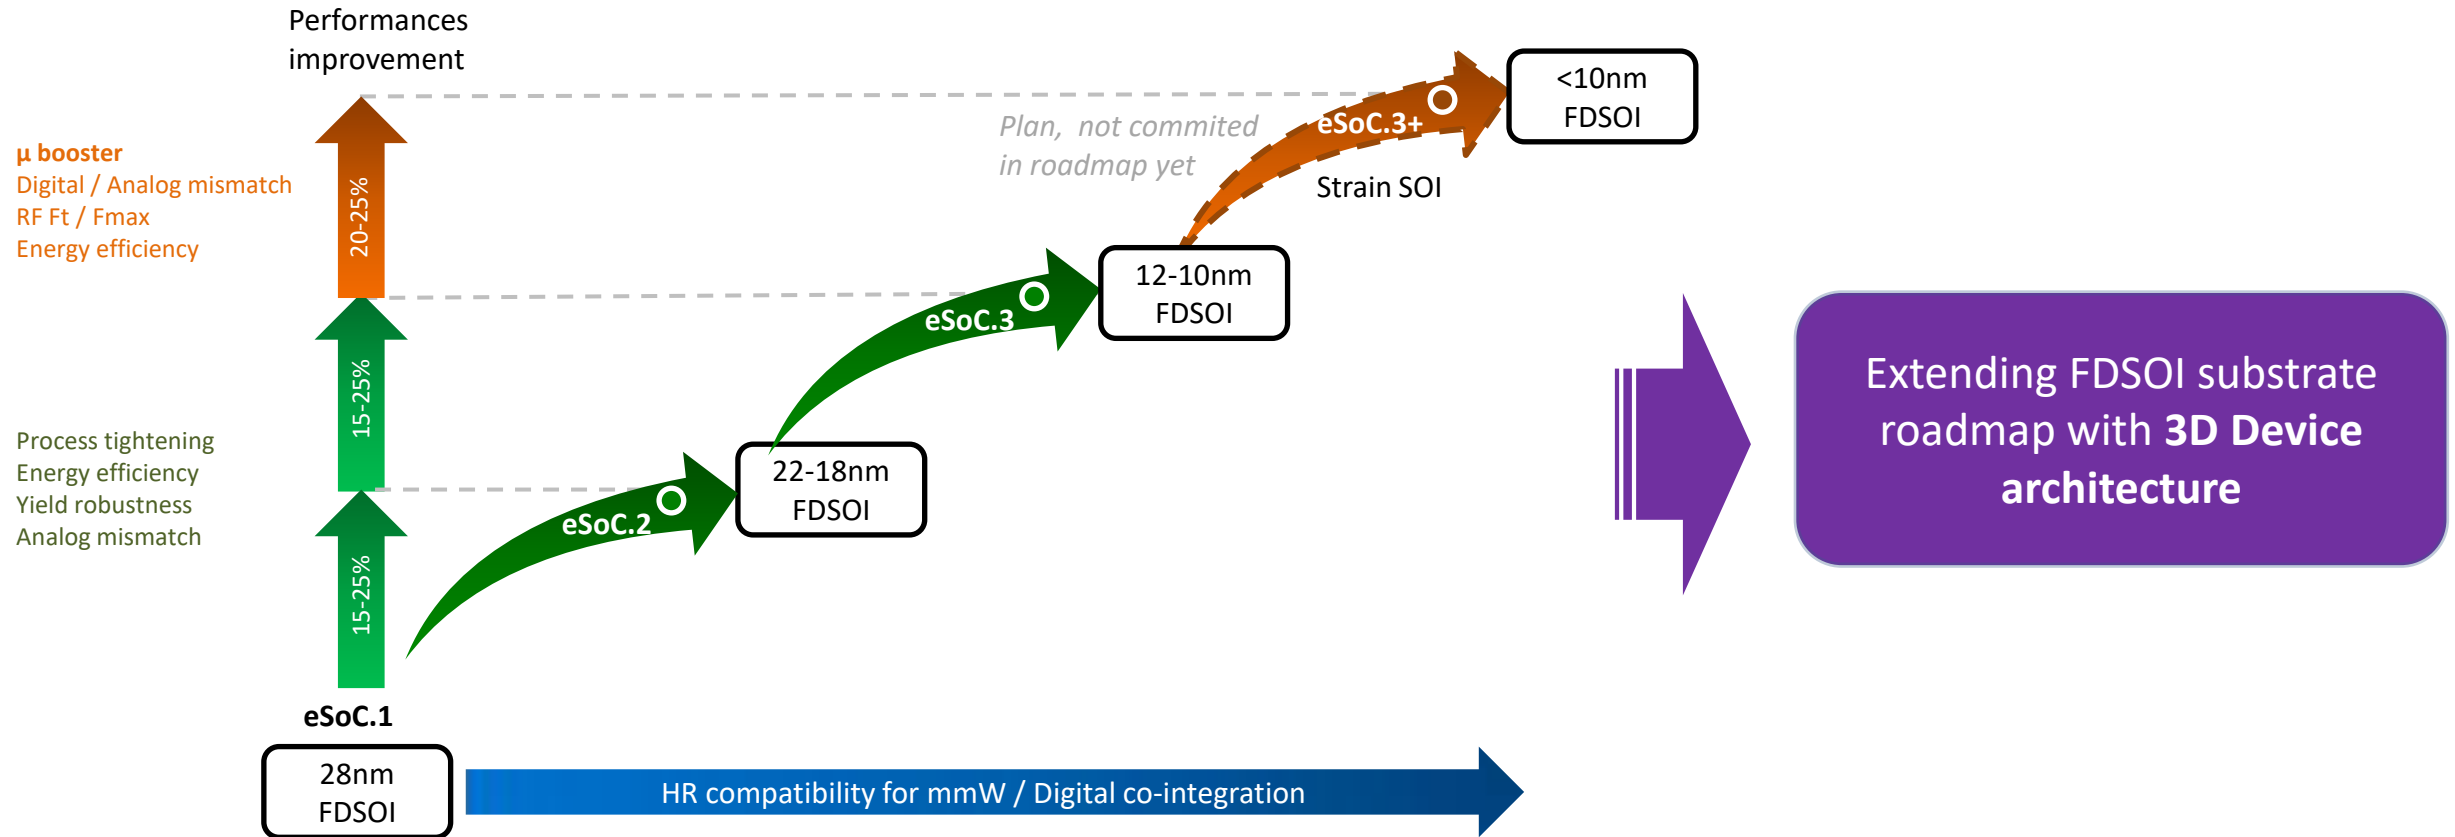 Performances
improvement
<10nm
FDSOI
Plan,  not commited
in roadmap yet
eSoC.3+
Strain SOI
µ booster
Digital / Analog mismatch
RF Ft / Fmax
Energy efficiency
20-25%
12-10nm
FDSOI
eSoC.3
15-25%
Extending FDSOI substrate
roadmap with 3D Device
architecture
Process tightening
Energy efficiency
Yield robustness
Analog mismatch
22-18nm
FDSOI
eSoC.2
15-25%
eSoC.1
28nm
FDSOI
HR compatibility for mmW / Digital co-integration